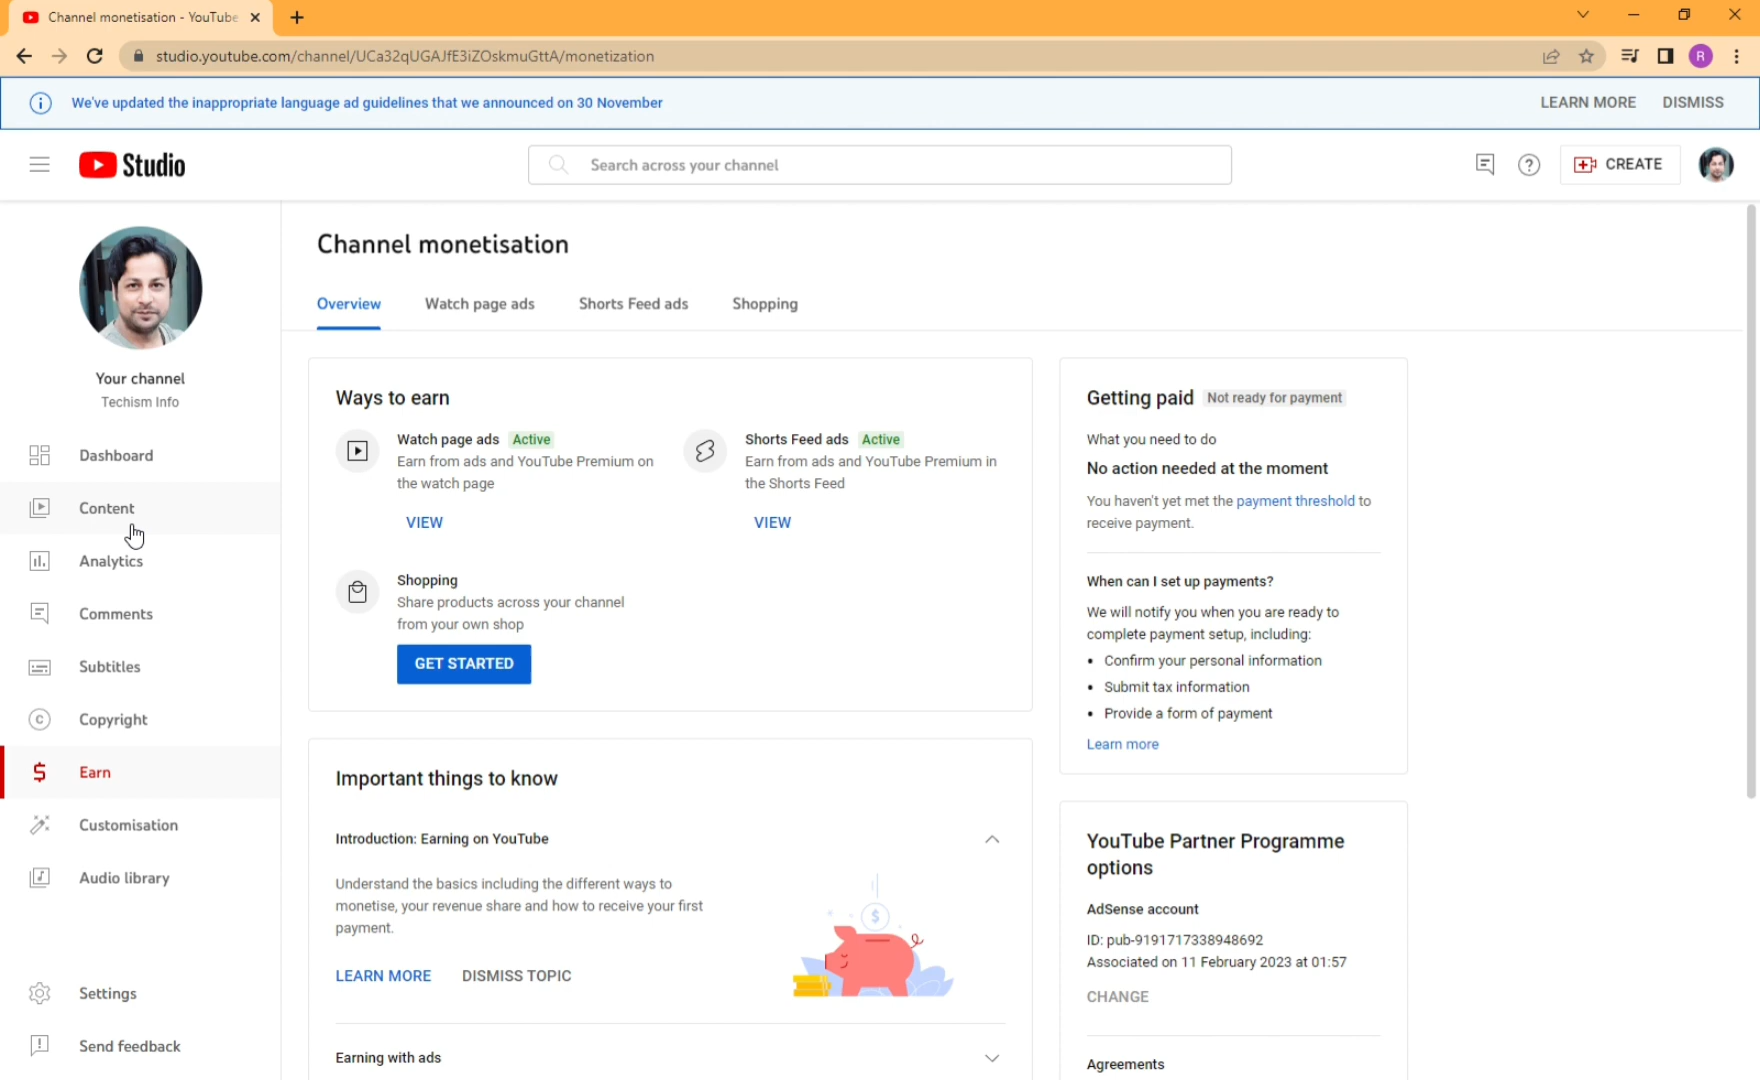 Channel monetisation - YouTube
studio.youtube.com/channel/UCa32qUGAJfE3iZOskmuGttA/monetization
R
We've updated the inappropriate language ad guidelines that we announced on 30 November
LEARN MORE
DISMISS
Studio
Search across your channel
CREATE
Your channel
Techism Info
Dashboard
Content
Analytics
Comments
Subtitles
Copyright
Earn
Customisation
Audio library
Settings
Send feedback
Channel monetisation
Overview
Watch page ads
Shorts Feed ads
Shopping
Ways to earn
Watch page ads Active
Earn from ads and YouTube Premium on
the watch page
VIEW
Shorts Feed ads Active
Earn from ads and YouTube Premium in
the Shorts Feed
VIEW
Shopping
Share products across your channel
from your own shop
GET STARTED
Important things to know
Introduction: Earning on YouTube
Understand the basics including the different ways to
monetise, your revenue share and how to receive your first
payment.
LEARN MORE
DISMISS TOPIC
Earning with ads
Getting paid Not ready for payment
What you need to do
No action needed at the moment
You haven't yet met the payment threshold to
receive payment.
When can I set up payments?
We will notify you when you are ready to
complete payment setup, including:
• Confirm your personal information
• Submit tax information
• Provide a form of payment
Learn more
YouTube Partner Programme
options
AdSense account
ID: pub-9191717338948692
Associated on 11 February 2023 at 01:57
CHANGE
Agreements